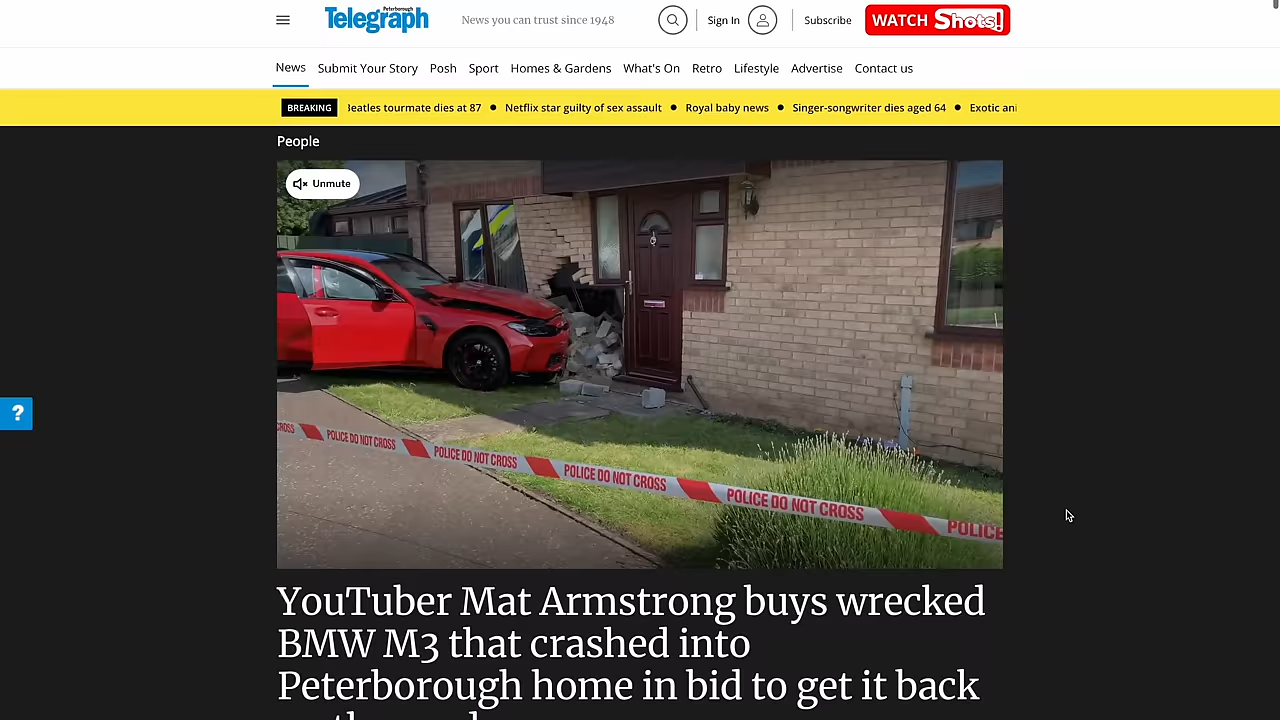 Peterborough
Telegraph
News you can trust since 1948
Sign In
Subscribe
WATCH Shots!
News Submit Your Story Posh Sport Homes & Gardens What's On Retro Lifestyle Advertise Contact us
BREAKING
eatles tourmate dies at 87 ● Netflix star guilty of sex assault ● Royal baby news ● Singer-songwriter dies aged 64 ● Exotic ani
People
Unmute
CROSS POLICE DO NOT CROSS POLICE DO NOT CROSS POLICE DO NOT CROSS POLICE DO NOT CROSS POLICE
?
YouTuber Mat Armstrong buys wrecked
BMW M3 that crashed into
Peterborough home in bid to get it back